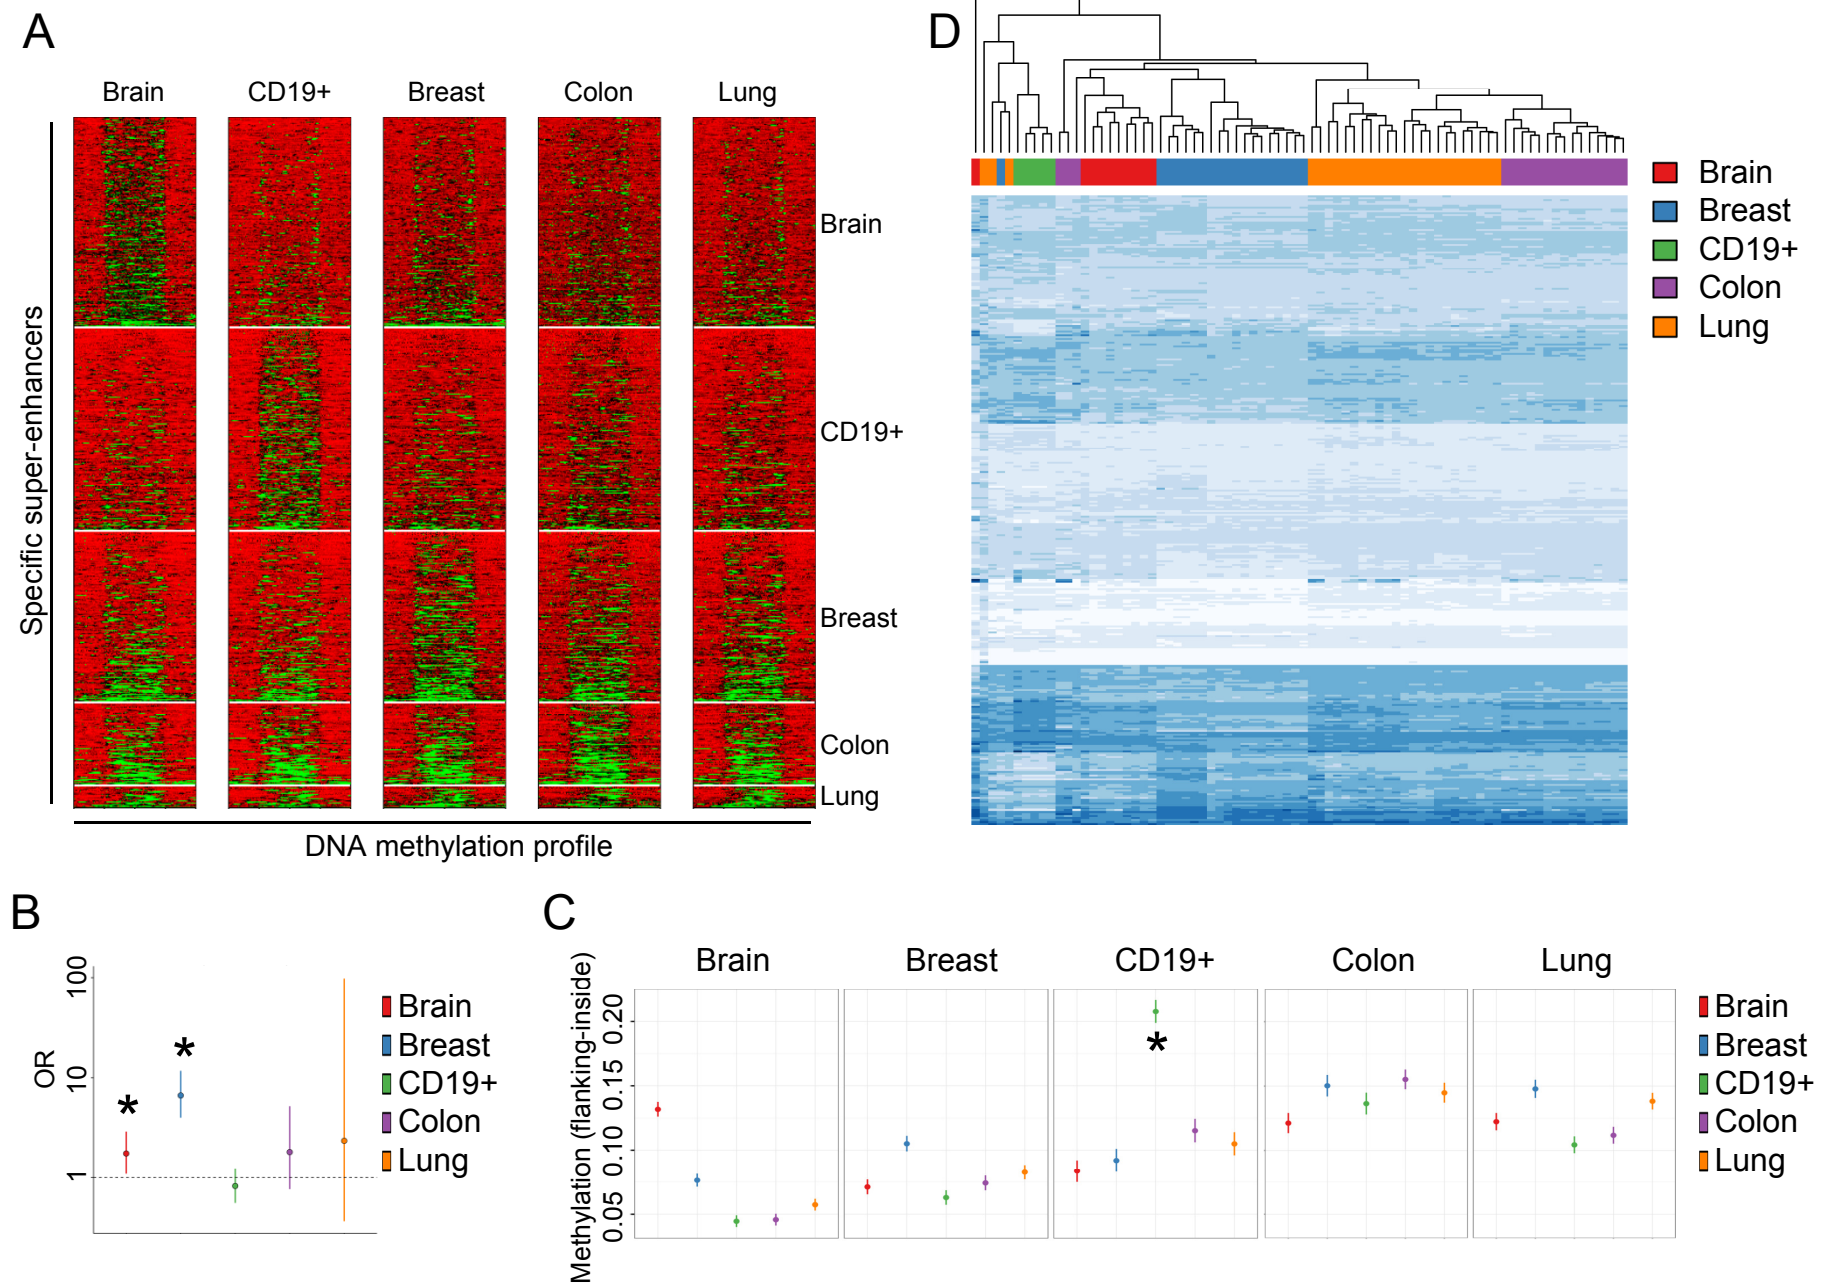 A
Brain CD19+ Breast Colon Lung
Specific super-enhancers
Brain
CD19+
Breast
Colon
Lung
DNA methylation profile
D
Brain
Breast
CD19+
Colon
Lung
B
OR
100
10
1
*
*
Brain
Breast
CD19+
Colon
Lung
C
Brain Breast CD19+ Colon Lung
Methylation (flanking-inside)
0.20
0.15
0.10
0.05
*
Brain
Breast
CD19+
Colon
Lung